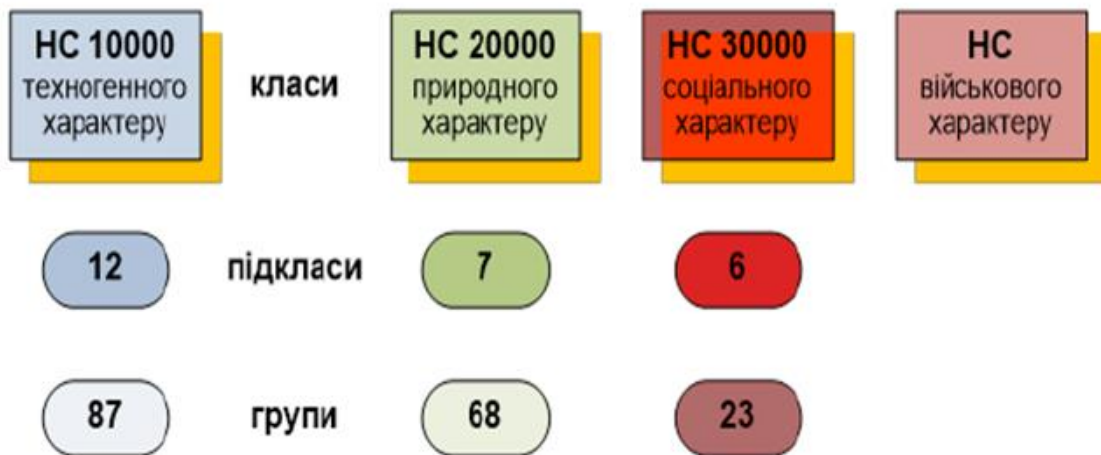 НС 10000
техногенного
характеру
класи
НС 20000
природного
характеру
НС 30000
соціального
характеру
НС
військового
характеру
12
підкласи
7
6
87
групи
68
23